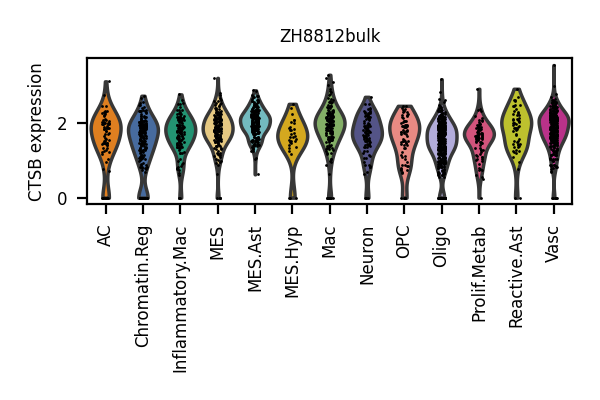 ZH8812bulk
CTSB expression
2
0
AC
Chromatin.Reg
Inflammatory.Mac
MES
MES.Ast
MES.Hyp
Mac
Neuron
OPC
Oligo
Prolif.Metab
Reactive.Ast
Vasc